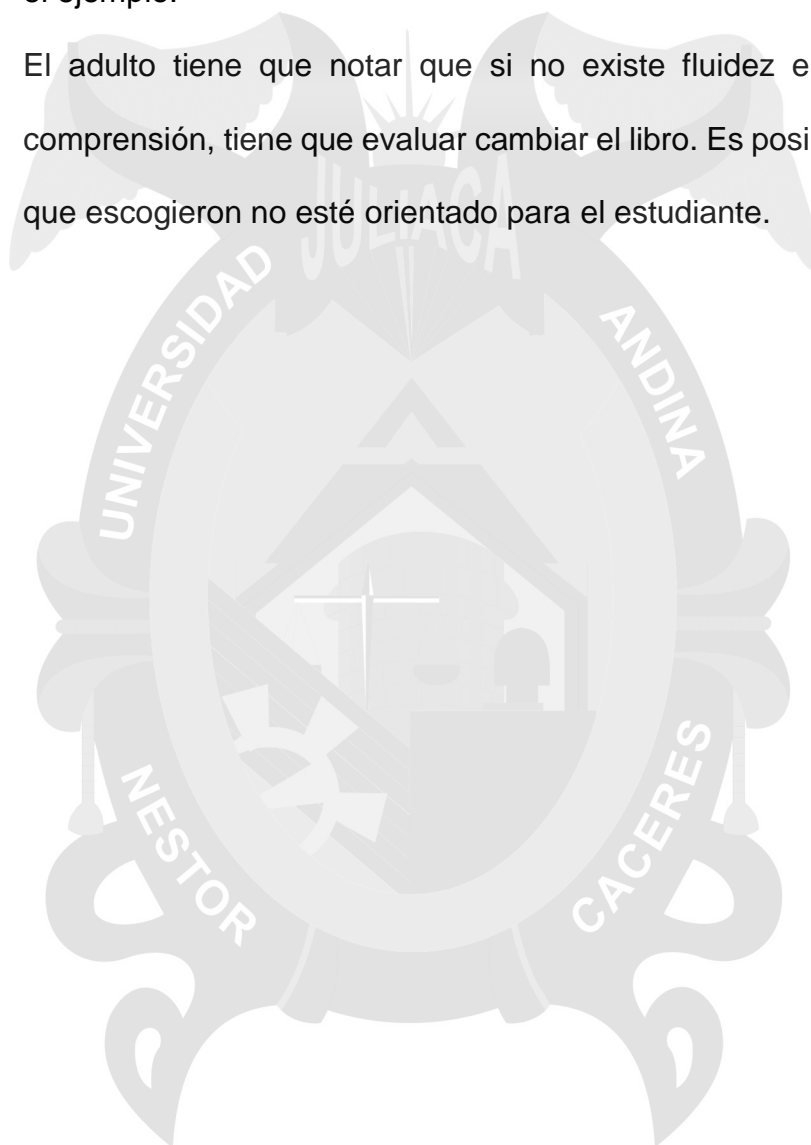 el ejemplo.
El adulto tiene que notar que si no existe fluidez e
comprensión, tiene que evaluar cambiar el libro. Es posi
que escogieron no esté orientado para el estudiante.
JULIACA
UNIVERSIDAD
ANDINA
NESTOR
CACERES